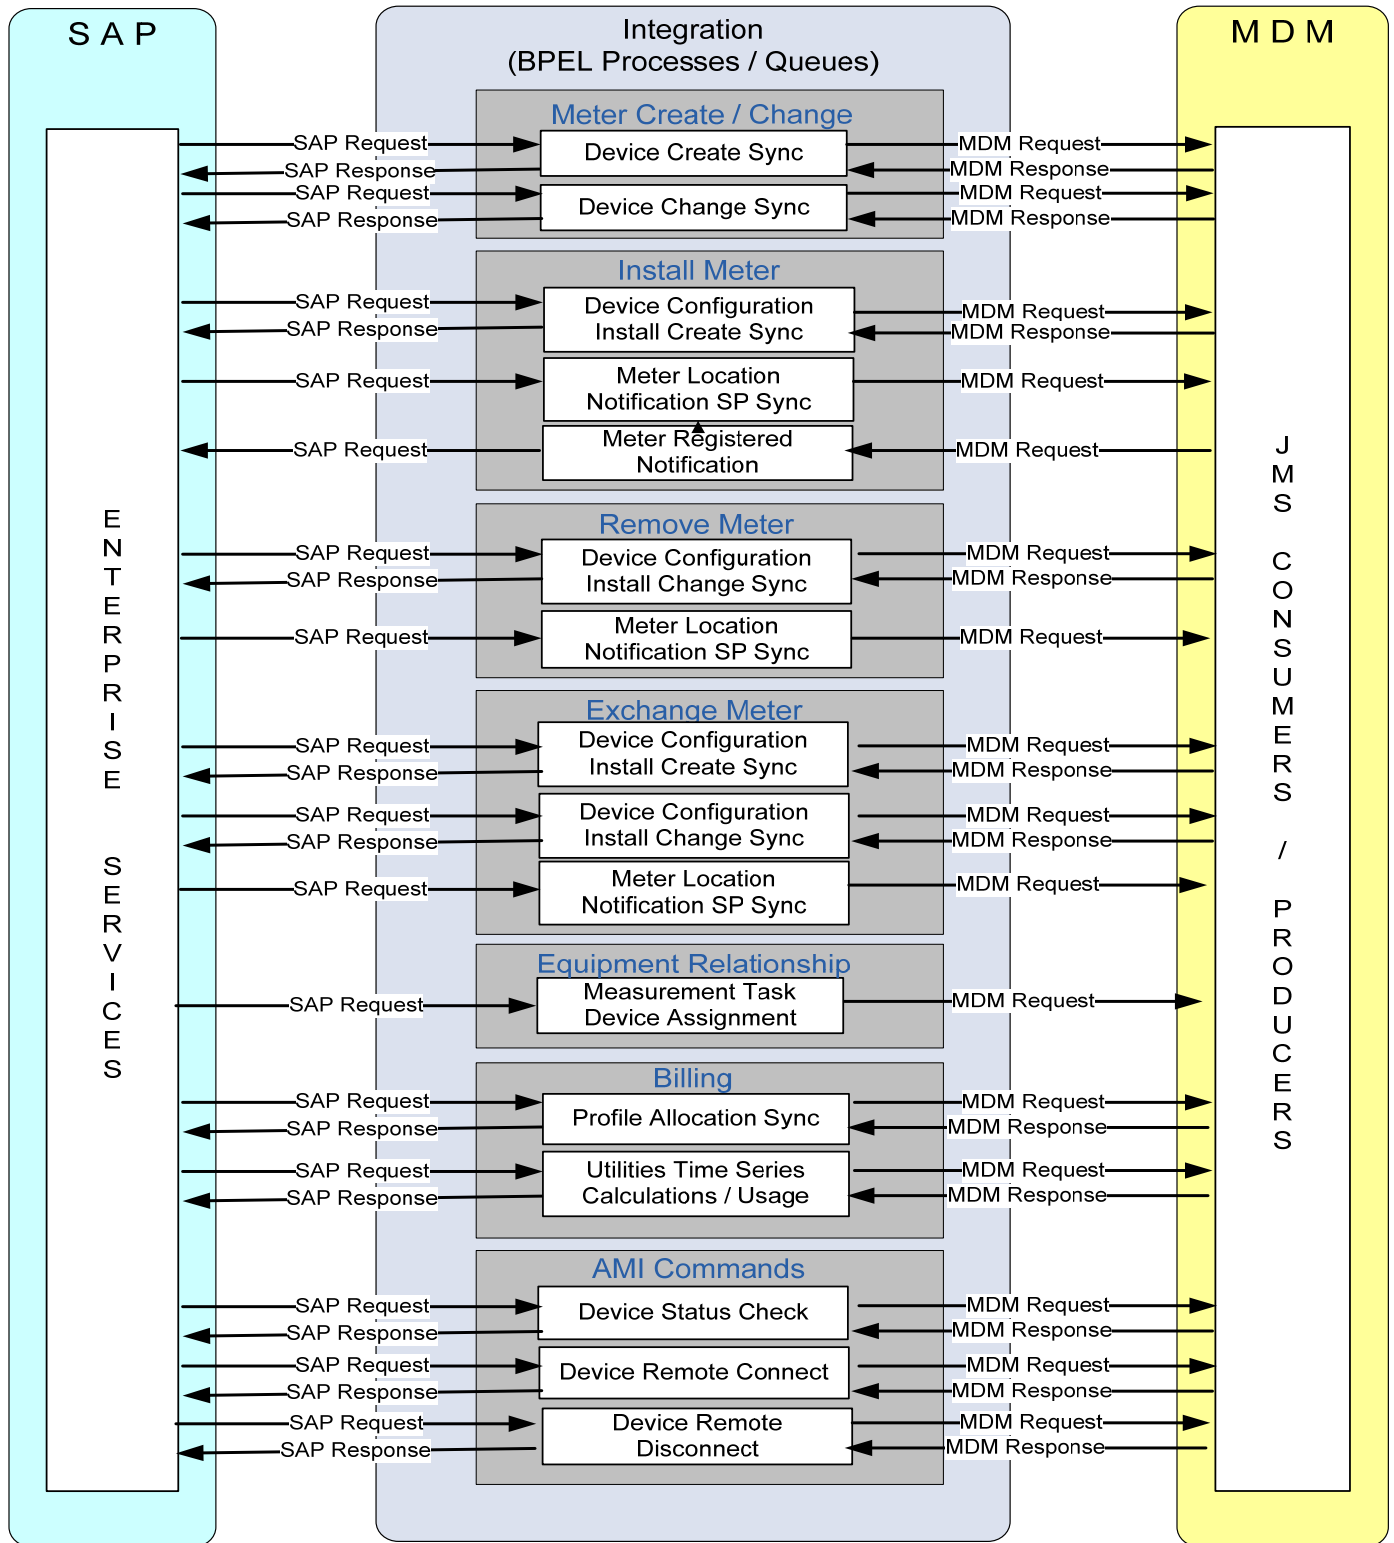 S A P
Integration
(BPEL Processes / Queues)
M D M
Meter Create / Change
SAP Request
Device Create Sync
MDM Request
SAP Response
MDM Response
SAP Request
Device Change Sync
MDM Request
SAP Response
MDM Response
Install Meter
SAP Request
Device Configuration
Install Create Sync
MDM Request
SAP Response
MDM Response
SAP Request
Meter Location
Notification SP Sync
MDM Request
SAP Request
Meter Registered
Notification
MDM Request
Remove Meter
SAP Request
Device Configuration
Install Change Sync
MDM Request
SAP Response
MDM Response
SAP Request
Meter Location
Notification SP Sync
MDM Request
Exchange Meter
SAP Request
Device Configuration
Install Create Sync
MDM Request
SAP Response
MDM Response
SAP Request
Device Configuration
Install Change Sync
MDM Request
SAP Response
MDM Response
SAP Request
Meter Location
Notification SP Sync
MDM Request
Equipment Relationship
SAP Request
Measurement Task
Device Assignment
MDM Request
Billing
SAP Request
Profile Allocation Sync
MDM Request
SAP Response
MDM Response
SAP Request
Utilities Time Series
Calculations / Usage
MDM Request
SAP Response
MDM Response
AMI Commands
SAP Request
Device Status Check
MDM Request
SAP Response
MDM Response
SAP Request
Device Remote Connect
MDM Request
SAP Response
MDM Response
SAP Request
Device Remote
Disconnect
MDM Request
SAP Response
MDM Response
ENTERPRISE SERVICES
JMS CONSUMERS / PRODUCERS